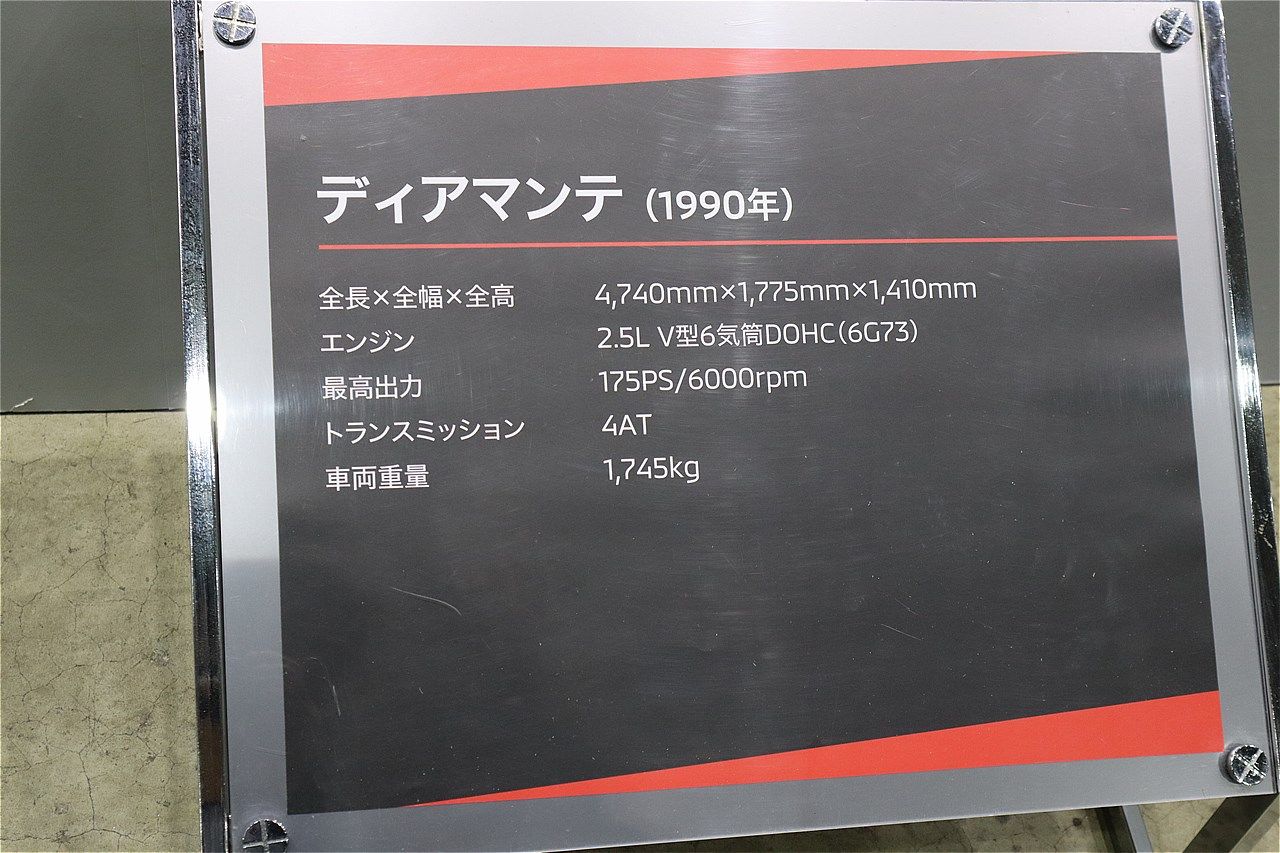 ディアマンテ (1990年)
全長×全幅×全高 4,740mm×1,775mm×1,410mm
エンジン 2.5L V型6気筒DOHC(6G73)
最高出力 175PS/6000rpm
トランスミッション 4AT
車両重量 1,745kg